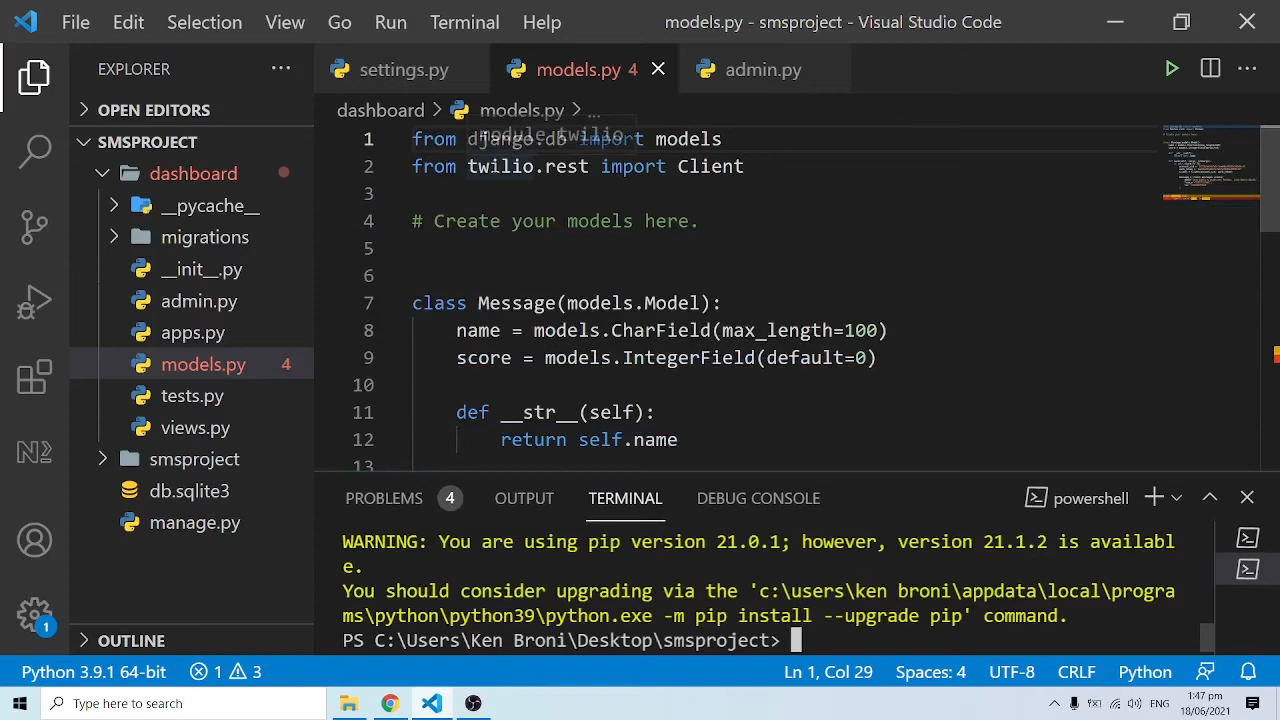 File Edit Selection View Go Run Terminal Help models.py - smsproject - Visual Studio Code
EXPLORER
OPEN EDITORS
SMSPROJECT
dashboard
__pycache__
migrations
__init__.py
admin.py
apps.py
models.py 4
tests.py
views.py
smsproject
db.sqlite3
manage.py
OUTLINE
1
settings.py models.py 4 admin.py
dashboard > models.py > ...
module twilio
1 from django.db import models
2 from twilio.rest import Client
3
4 # Create your models here.
5
6
7 class Message(models.Model):
8 name = models.CharField(max_length=100)
9 score = models.IntegerField(default=0)
10
11 def __str__(self):
12 return self.name
13
PROBLEMS 4 OUTPUT TERMINAL DEBUG CONSOLE powershell
WARNING: You are using pip version 21.0.1; however, version 21.1.2 is availabl
e.
You should consider upgrading via the 'c:\users\ken broni\appdata\local\progra
ms\python\python39\python.exe -m pip install --upgrade pip' command.
PS C:\Users\Ken Broni\Desktop\smsproject>
Python 3.9.1 64-bit 1 3 Ln 1, Col 29 Spaces: 4 UTF-8 CRLF Python
Type here to search ENG 1:47 pm
18/06/2021 2